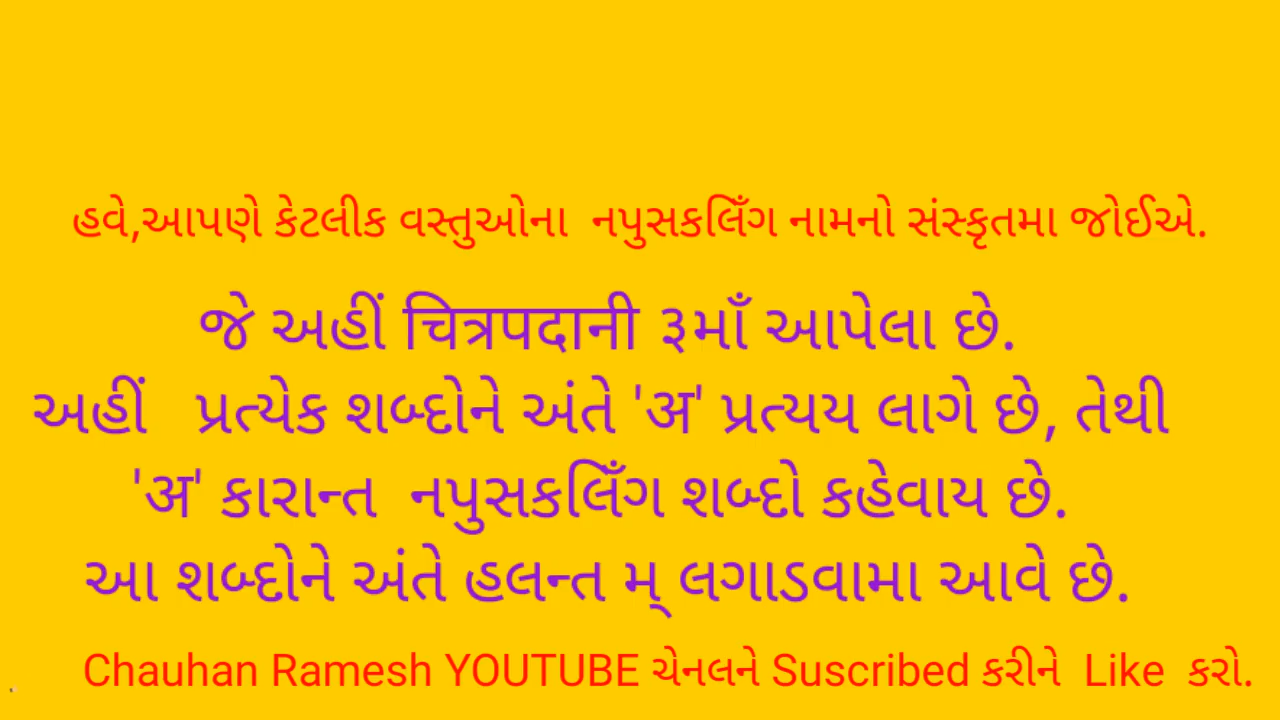 હવે,આપણે કેટલીક વસ્તુઓના નપુસકલિઁગ નામનો સંસ્કૃતમા જોઈએ.
જે અહીં चित्रपदानी રૂમાઁ આપેલા છે.
અહીં પ્રત્યેક શબ્દોને અંતે 'अ' પ્રત્યય લાગે છે, તેથી
'अ' કારાન્ત નપુસકલિઁગ શબ્દો કહેવાય છે.
આ શબ્દોને અંતે હલન્ત મ્ લગાડવામા આવે છે.
Chauhan Ramesh YOUTUBE ચેનલને Suscribed કરીને Like કરો.